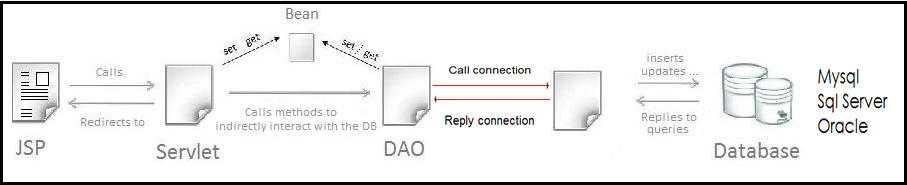 Bean
set get
set / get
Calls
Redirects to
JSP
Servlet
Calls methods to
indirectly interact with the DB
DAO
Call connection
Reply connection
inserts
updates ...
Replies to
queries
Database
Mysql
Sql Server
Oracle